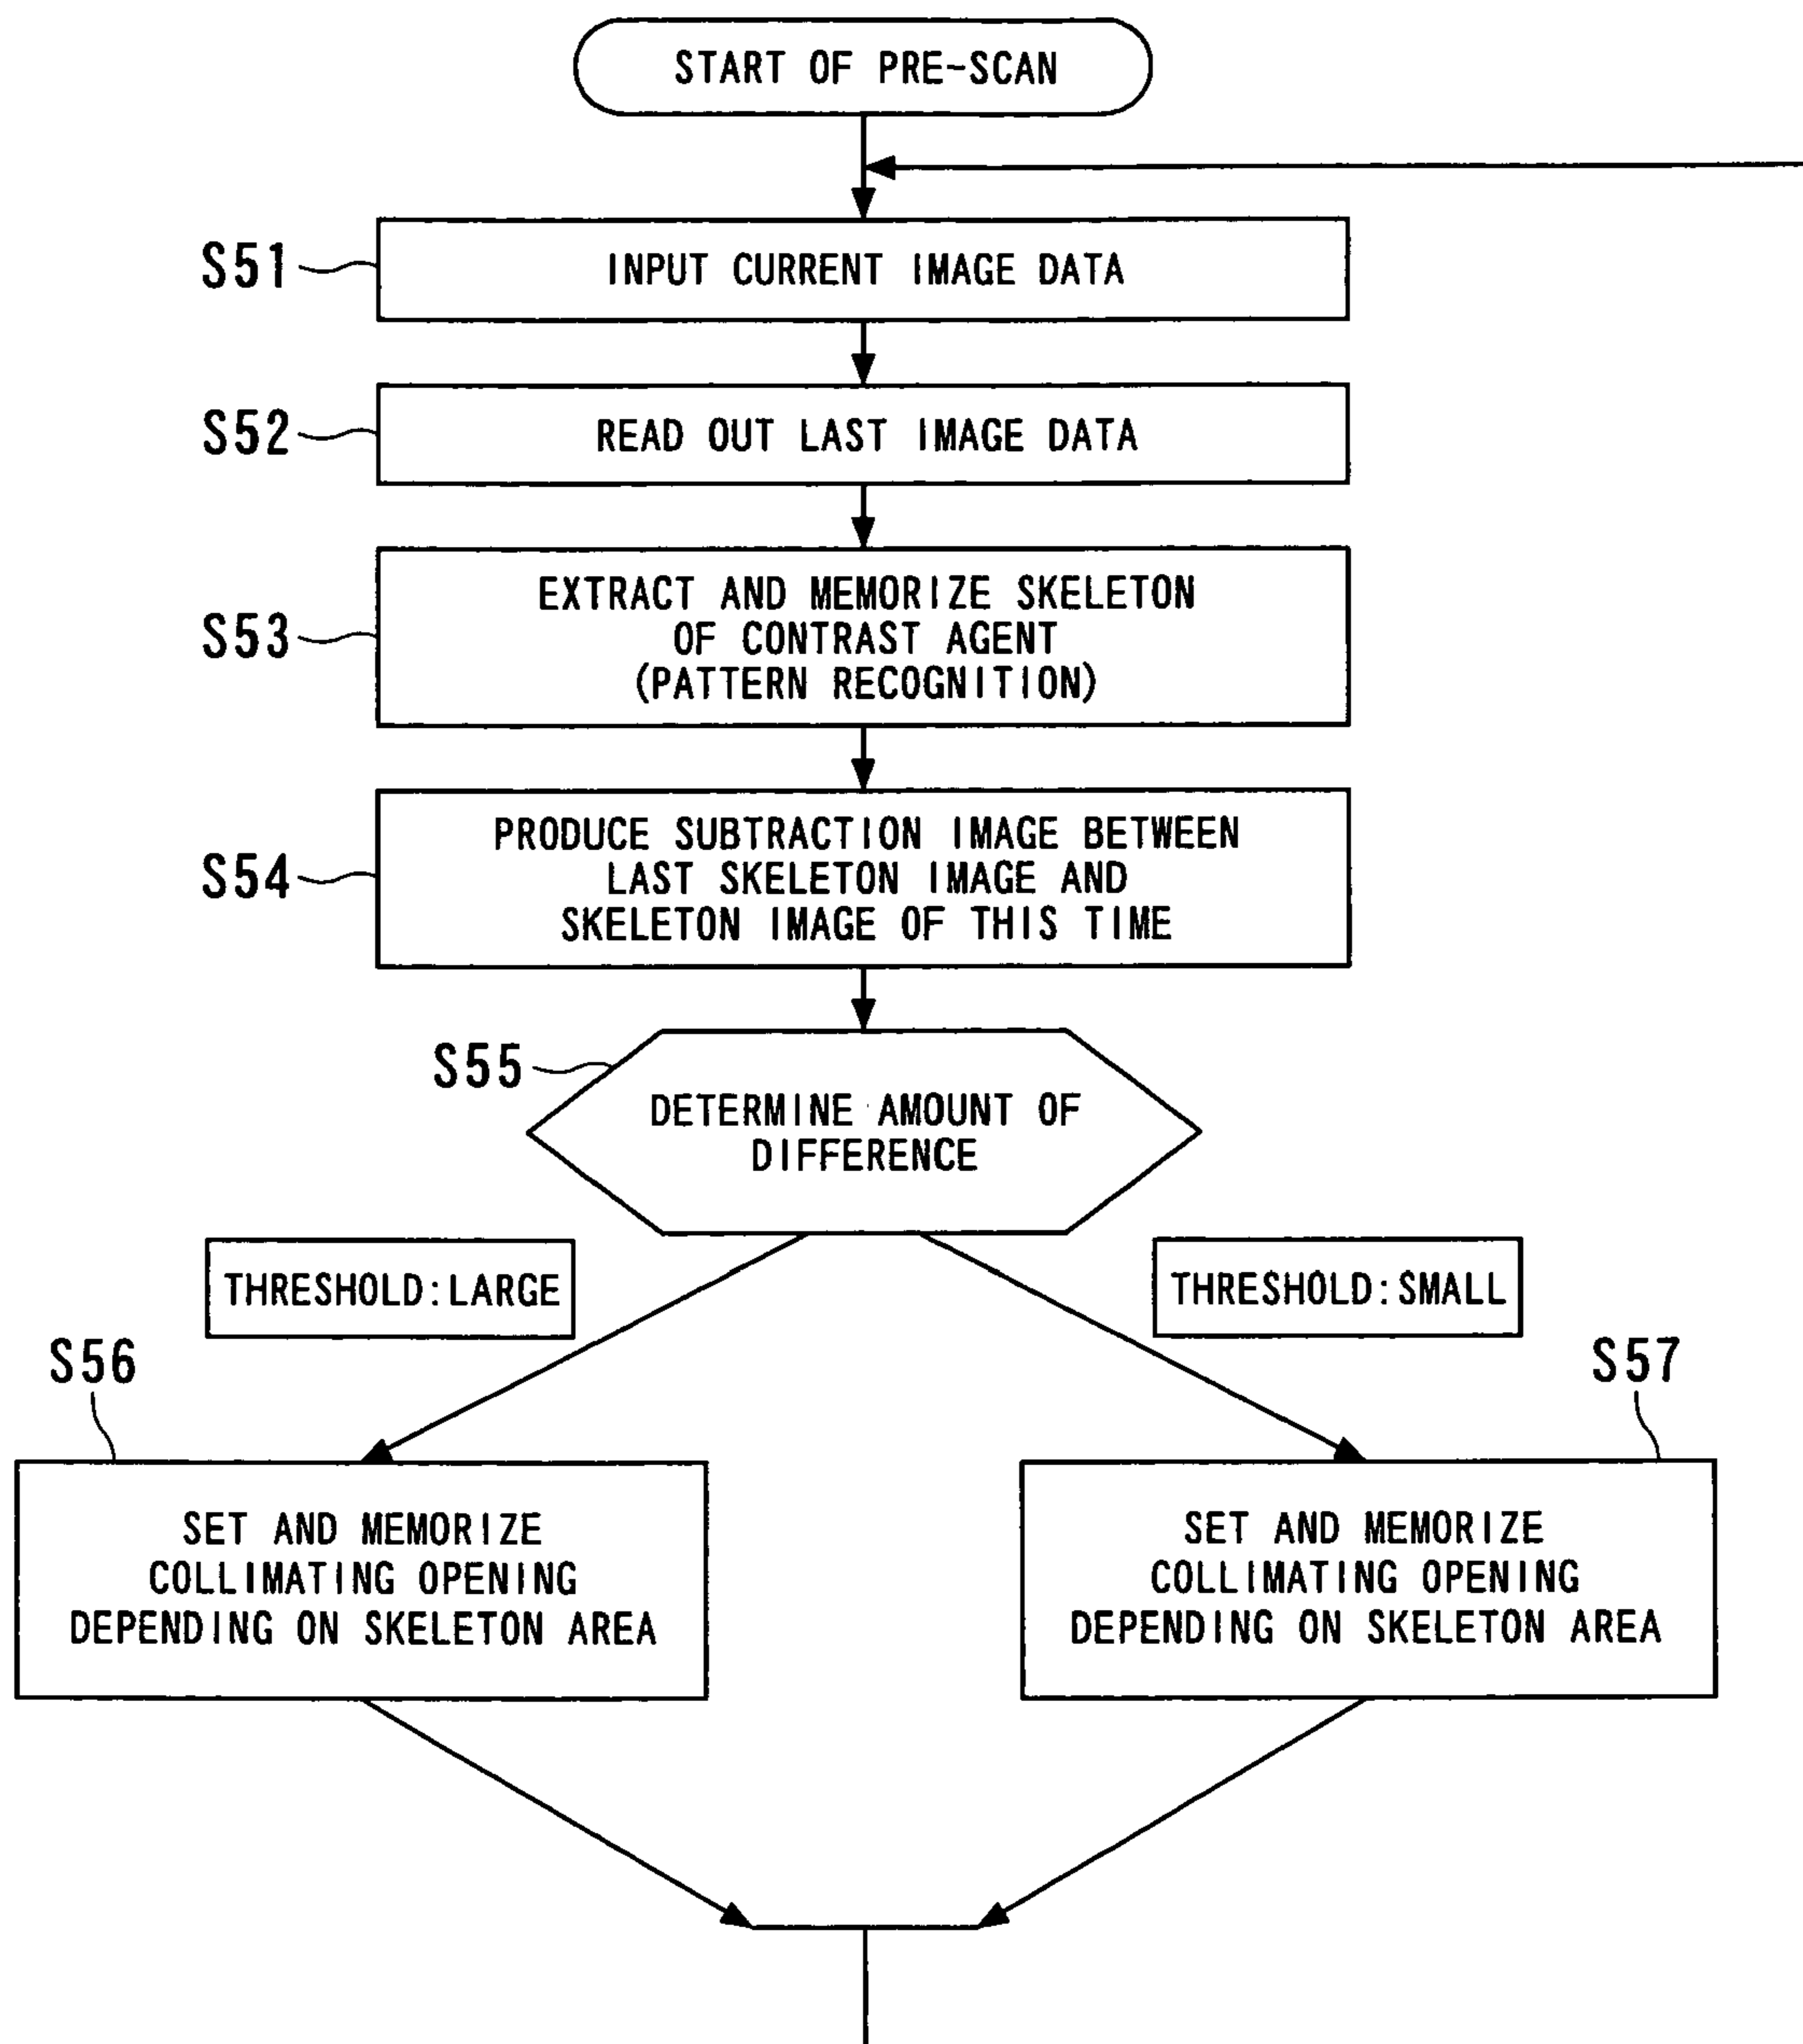 START OF PRE-SCAN
S51
INPUT CURRENT IMAGE DATA
S52
READ OUT LAST IMAGE DATA
S53
EXTRACT AND MEMORIZE SKELETON
OF CONTRAST AGENT
(PATTERN RECOGNITION)
S54
PRODUCE SUBTRACTION IMAGE BETWEEN
LAST SKELETON IMAGE AND
SKELETON IMAGE OF THIS TIME
S55
DETERMINE AMOUNT OF
DIFFERENCE
THRESHOLD:LARGE
THRESHOLD:SMALL
S56
SET AND MEMORIZE
COLLIMATING OPENING
DEPENDING ON SKELETON AREA
S57
SET AND MEMORIZE
COLLIMATING OPENING
DEPENDING ON SKELETON AREA